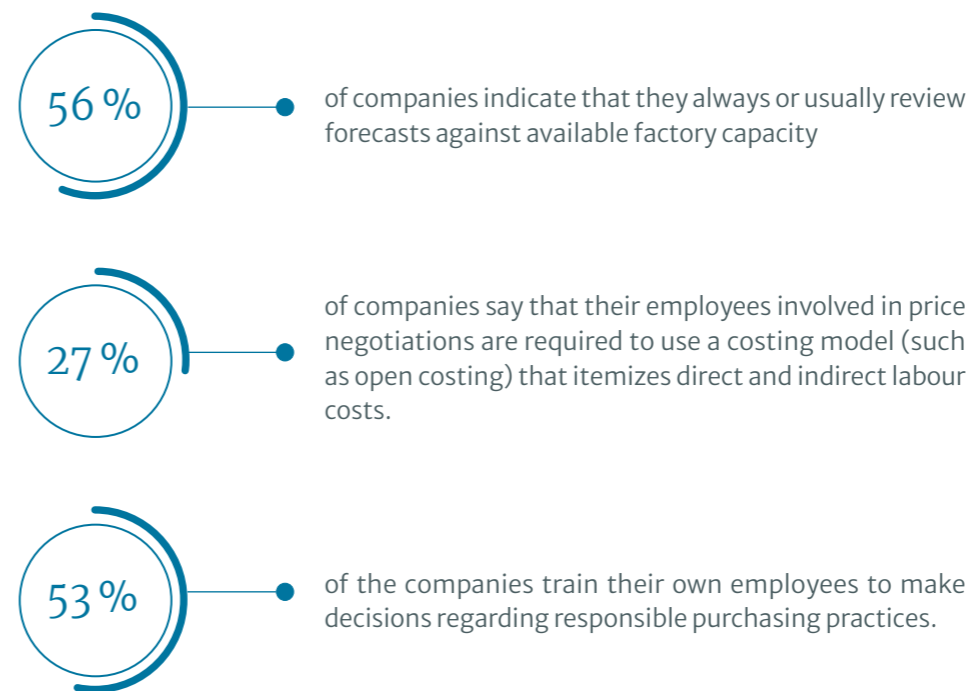 56 %
of companies indicate that they always or usually review
forecasts against available factory capacity
27 %
of companies say that their employees involved in price
negotiations are required to use a costing model (such
as open costing) that itemizes direct and indirect labour
costs.
53 %
of the companies train their own employees to make
decisions regarding responsible purchasing practices.